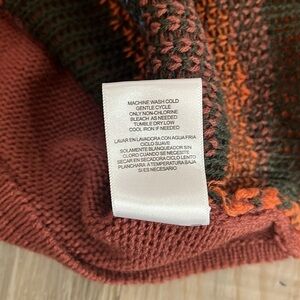 MACHINE WASH COLD
GENTLE CYCLE
ONLY NON-CHLORINE
BLEACH AS NEEDED
TUMBLE DRY LOW
COOL IRON IF NEEDED
LAVAR EN LAVADORA CON AGUA FRIA
CICLO SUAVE
SOLAMENTE BLANQUEADOR SIN
CLORO CUANDO SE NECESITE
SECAR EN SECADORA CICLO LENTO
PLANCHAR A TEMPERATURA BAJA
SI ES NECESARIO